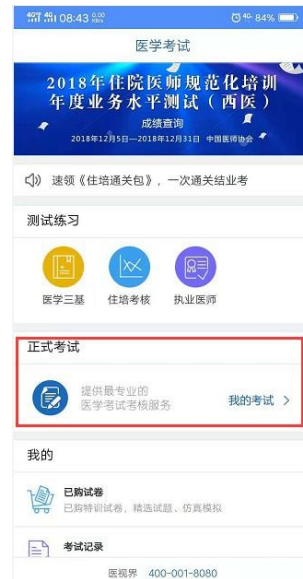 08:43
84%
医学考试
2018年住院医师规范化培训
年度业务水平测试（西医）
成绩查询
2018年12月5日—2018年12月31日 中国医师协会
速领《住培通关包》，一次通关结业考
测试练习
医学三基 住培考核 执业医师
正式考试
提供最专业的
医学考试考核服务
我的考试 >
我的
已购试卷
已购特训试卷，精选试题、仿真模拟
考试记录
医视界 400-001-8080